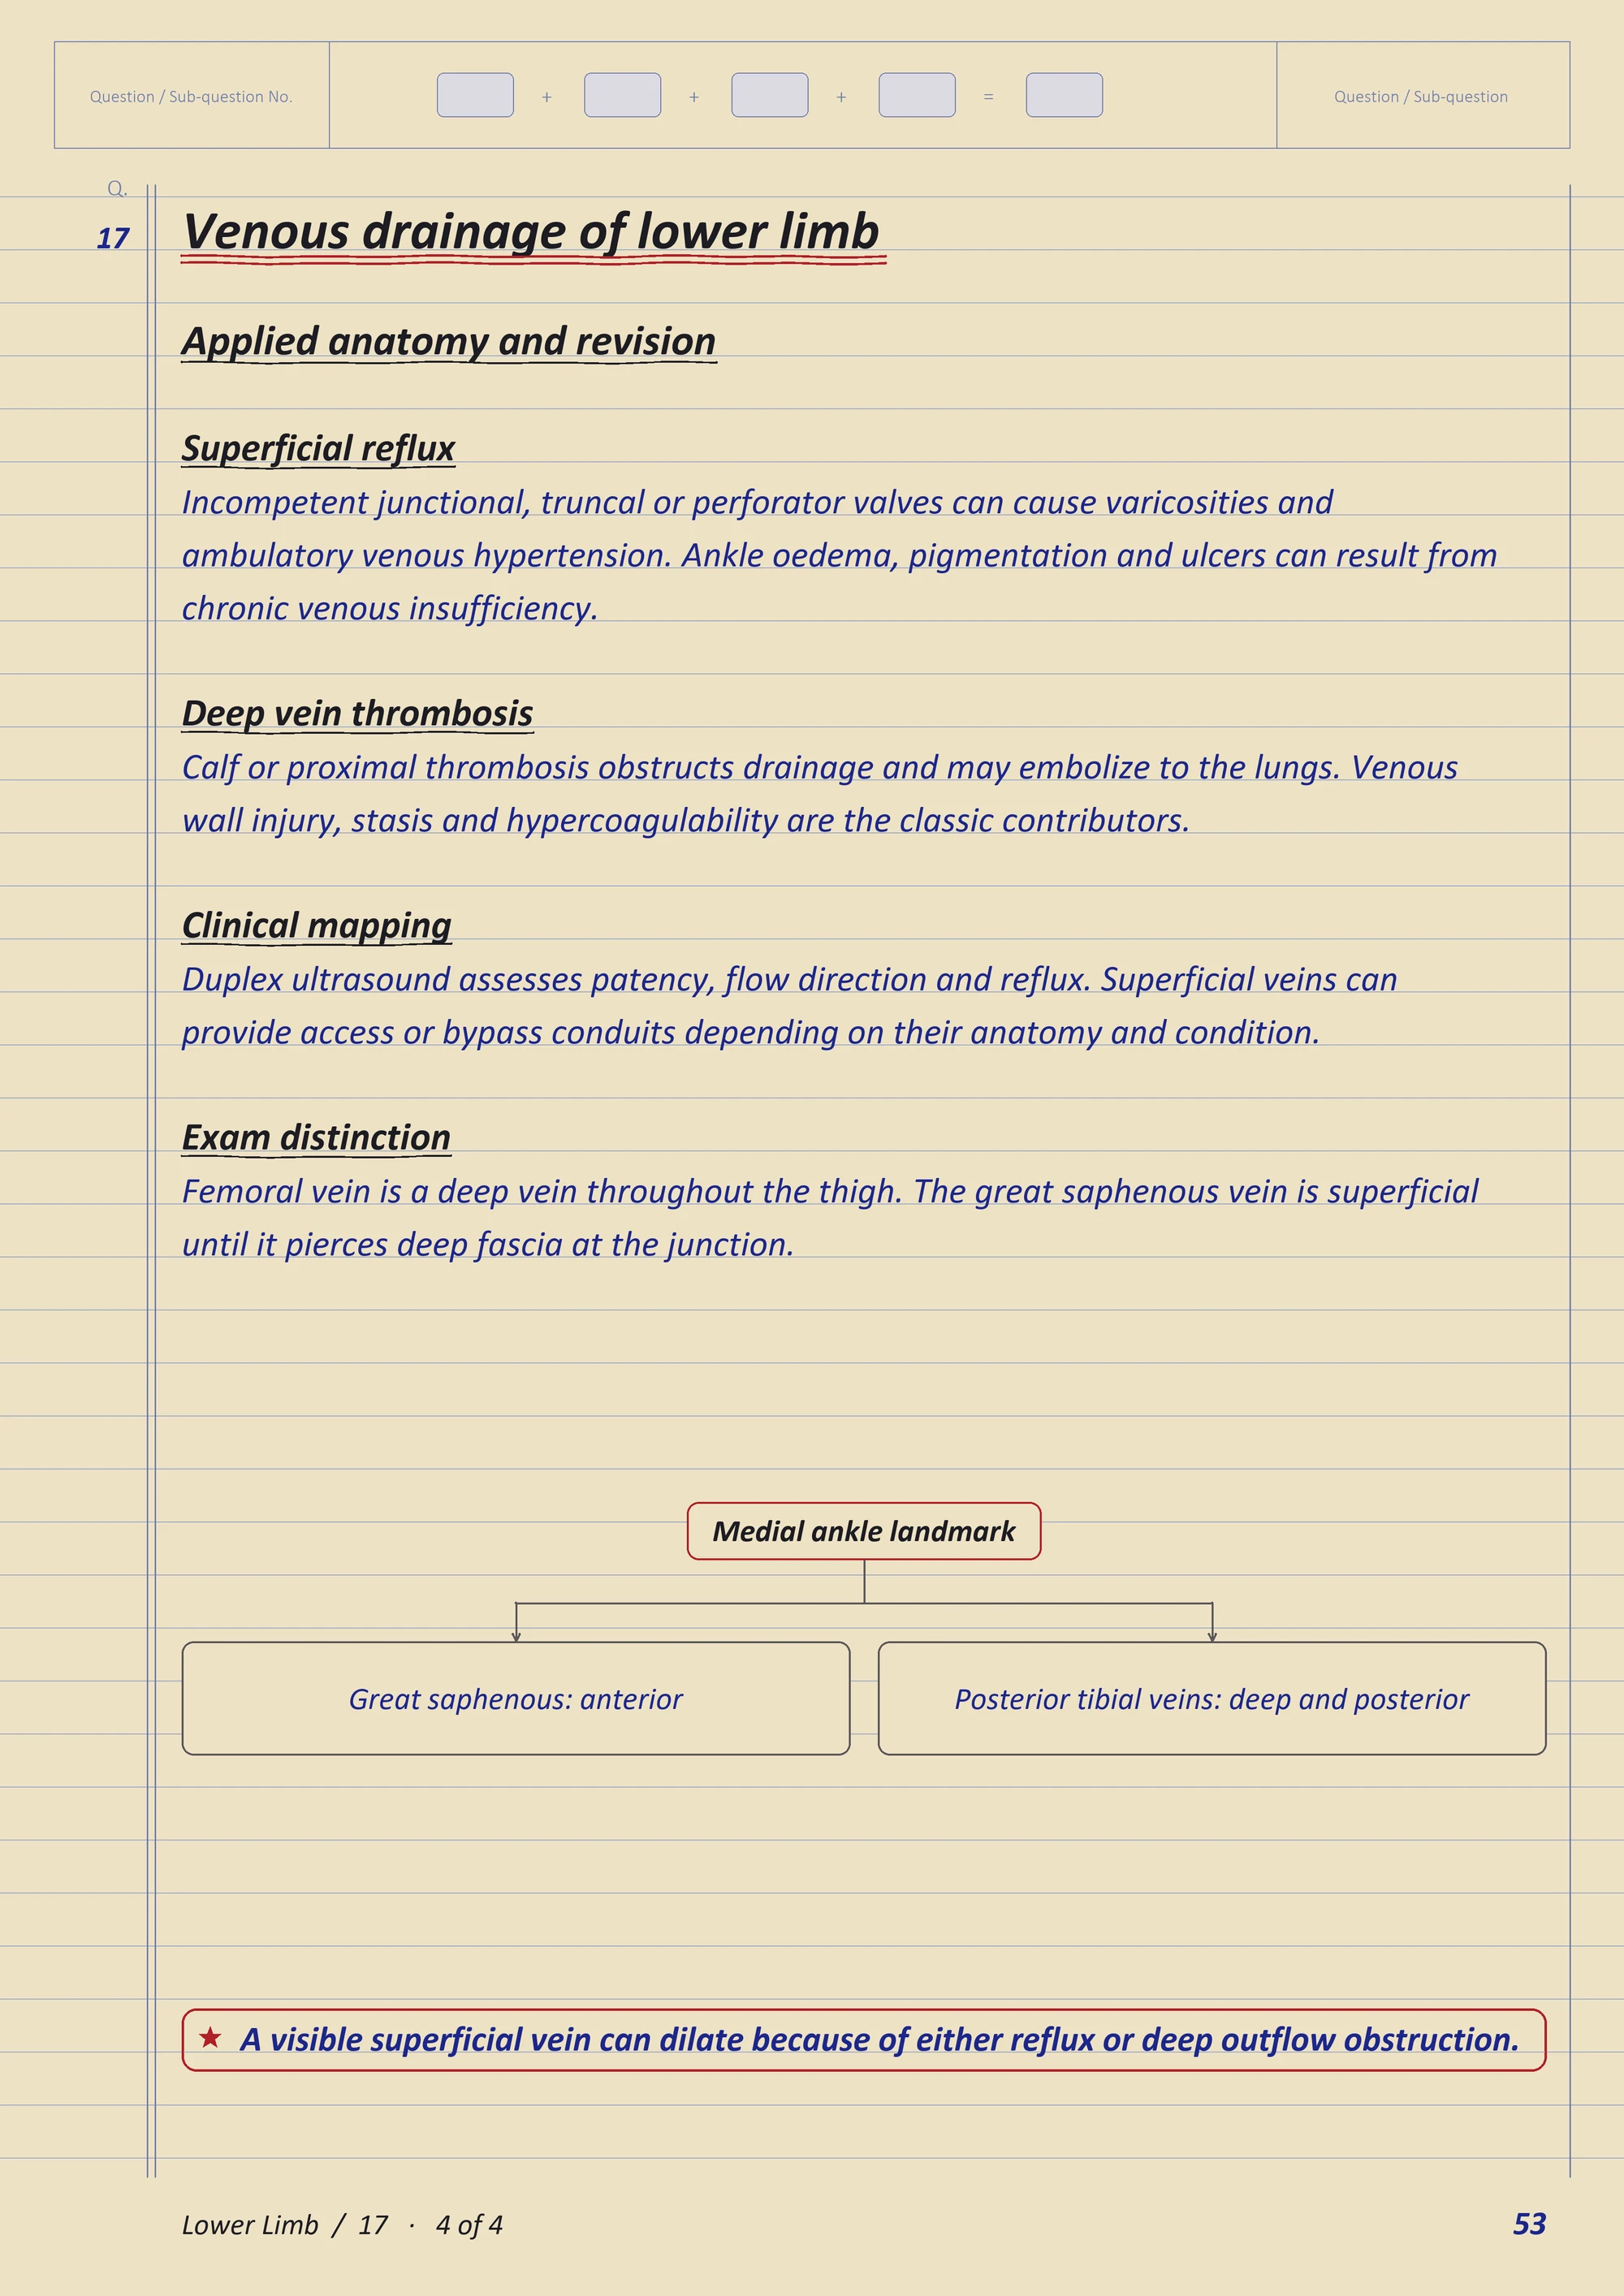 Question / Sub-question No.
+ + + =
Question / Sub-question
Q.
17
Venous drainage of lower limb
Applied anatomy and revision
Superficial reflux
Incompetent junctional, truncal or perforator valves can cause varicosities and
ambulatory venous hypertension. Ankle oedema, pigmentation and ulcers can result from
chronic venous insufficiency.
Deep vein thrombosis
Calf or proximal thrombosis obstructs drainage and may embolize to the lungs. Venous
wall injury, stasis and hypercoagulability are the classic contributors.
Clinical mapping
Duplex ultrasound assesses patency, flow direction and reflux. Superficial veins can
provide access or bypass conduits depending on their anatomy and condition.
Exam distinction
Femoral vein is a deep vein throughout the thigh. The great saphenous vein is superficial
until it pierces deep fascia at the junction.
Medial ankle landmark
Great saphenous: anterior
Posterior tibial veins: deep and posterior
★ A visible superficial vein can dilate because of either reflux or deep outflow obstruction.
Lower Limb / 17 · 4 of 4
53